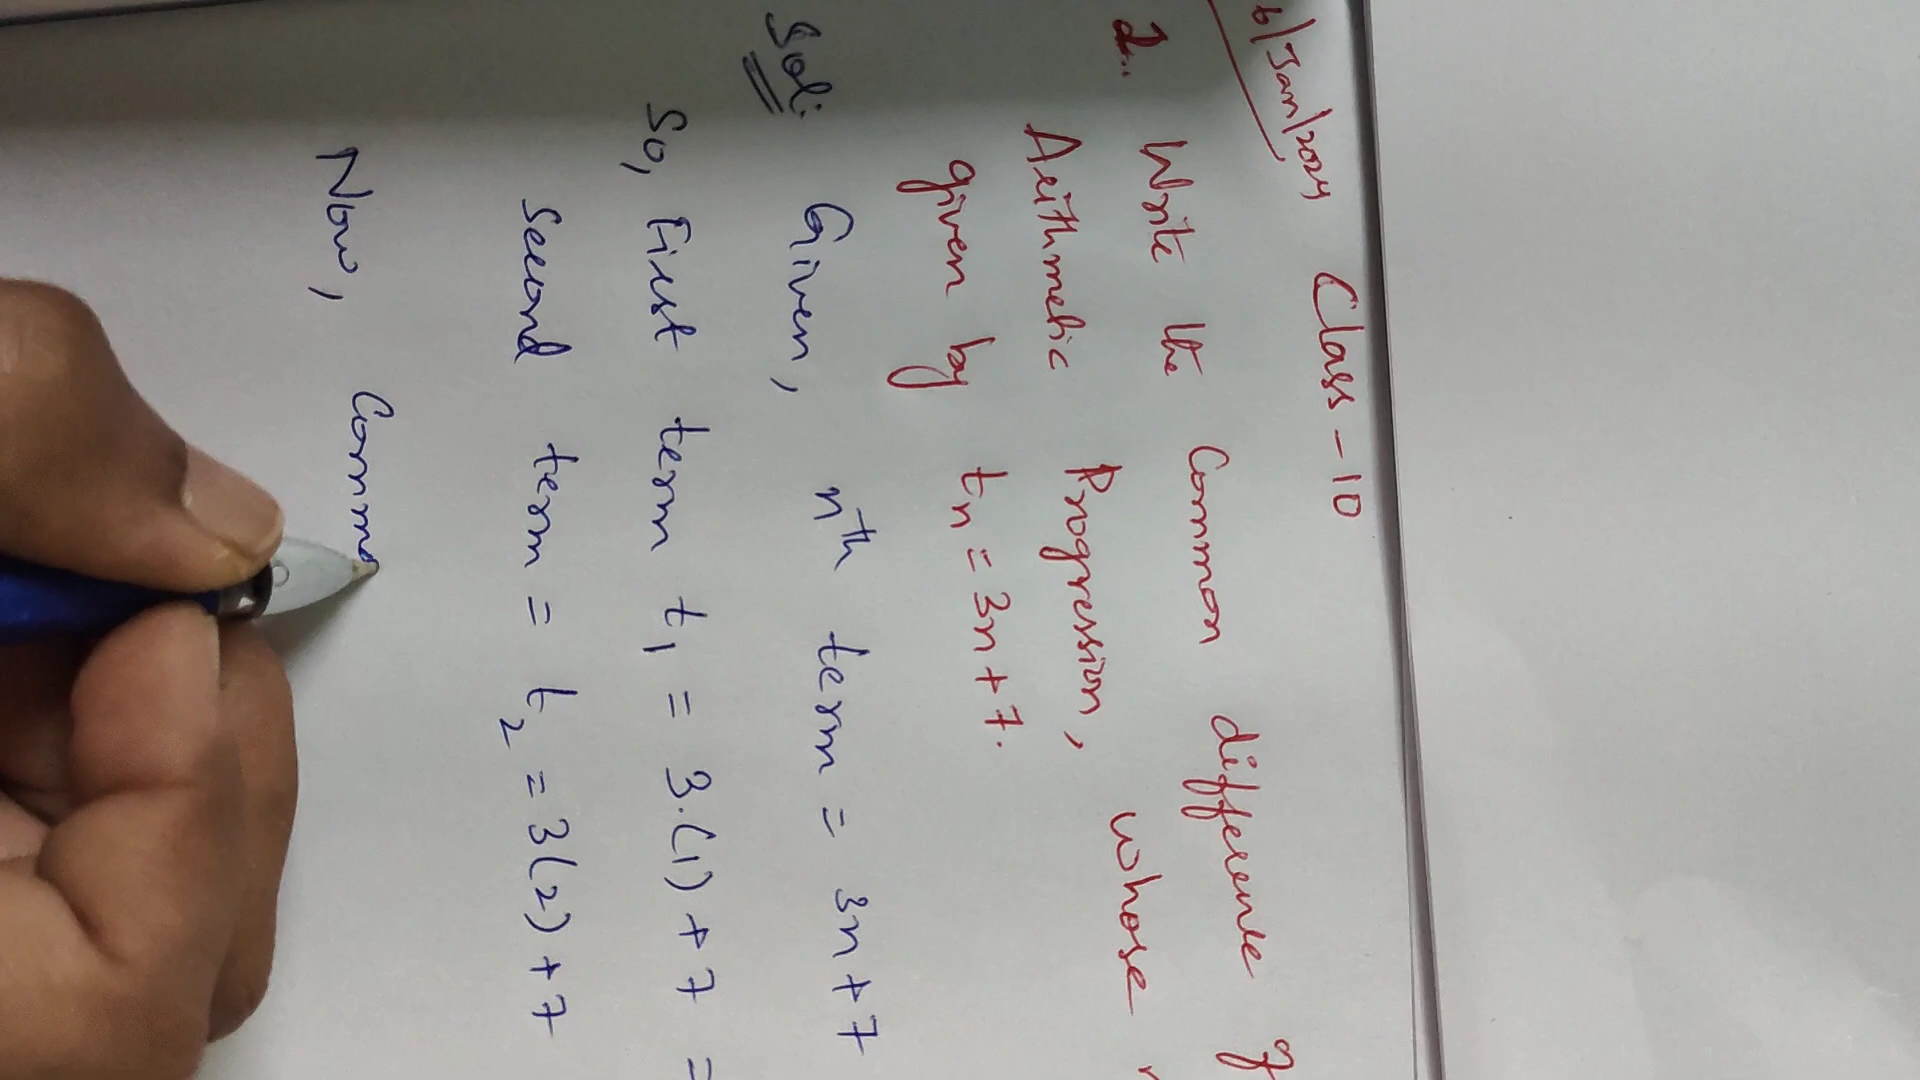 6/Jan/2024 Class-10
2. Write the Common difference of
Arithmetic Progression, whose
given by tn = 3n+7.
Sol: Given, nth term = 3n+7
So, First term t1 = 3.(1) + 7 =
Second term = t2 = 3(2) + 7
Now, Commo